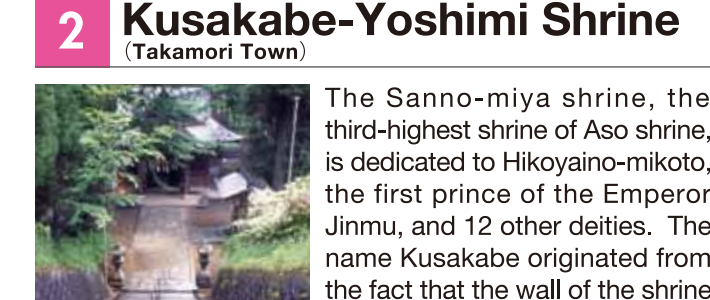 2
Kusakabe-Yoshimi Shrine
(Takamori Town)
The Sanno-miya shrine, the
third-highest shrine of Aso shrine,
is dedicated to Hikoyaino-mikoto,
the first prince of the Emperor
Jinmu, and 12 other deities. The
name Kusakabe originated from
the fact that the wall of the shrine